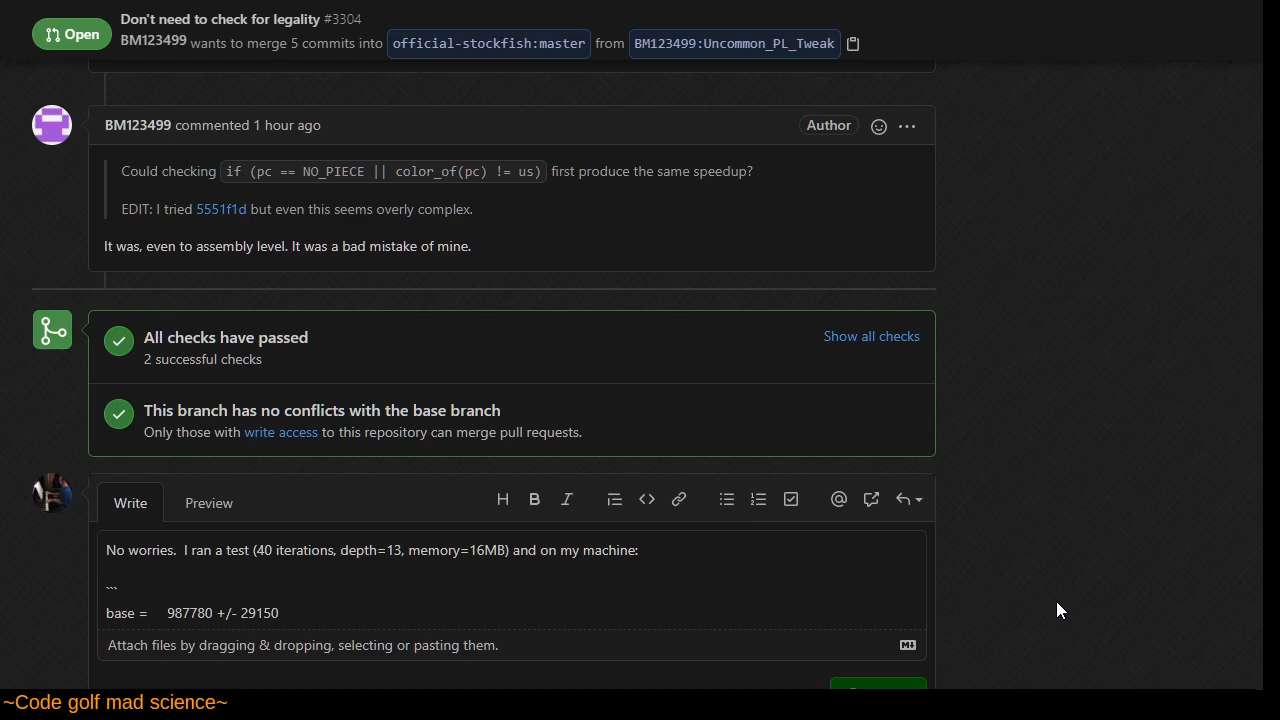 Open
Don't need to check for legality #3304
BM123499 wants to merge 5 commits into official-stockfish:master from BM123499:Uncommon_PL_Tweak
BM123499 commented 1 hour ago Author
Could checking if (pc == NO_PIECE || color_of(pc) != us) first produce the same speedup?
EDIT: I tried 5551f1d but even this seems overly complex.
It was, even to assembly level. It was a bad mistake of mine.
All checks have passed Show all checks
2 successful checks
This branch has no conflicts with the base branch
Only those with write access to this repository can merge pull requests.
Write Preview
No worries.  I ran a test (40 iterations, depth=13, memory=16MB) and on my machine:
```
base =     987780 +/- 29150
Attach files by dragging & dropping, selecting or pasting them.
~Code golf mad science~